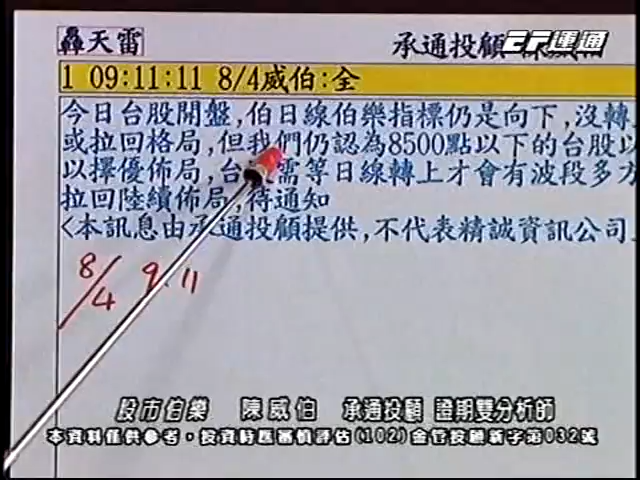 轟天雷
承通投顧
EF運通
1 09:11:11 8/4威伯:全
今日台股開盤,伯日線伯樂指標仍是向下,沒轉
或拉回格局,但我們仍認為8500點以下的台股以
以擇優佈局,台 需等日線轉上才會有波段多方
拉回陸續佈局,待通知
<本訊息由承通投顧提供,不代表精誠資訊公司
8/4 9.11
股市伯樂 陳威伯 承通投顧 證期雙分析師
本資料僅供參考,投資時應審慎評估(102)金管投顧新字第032號